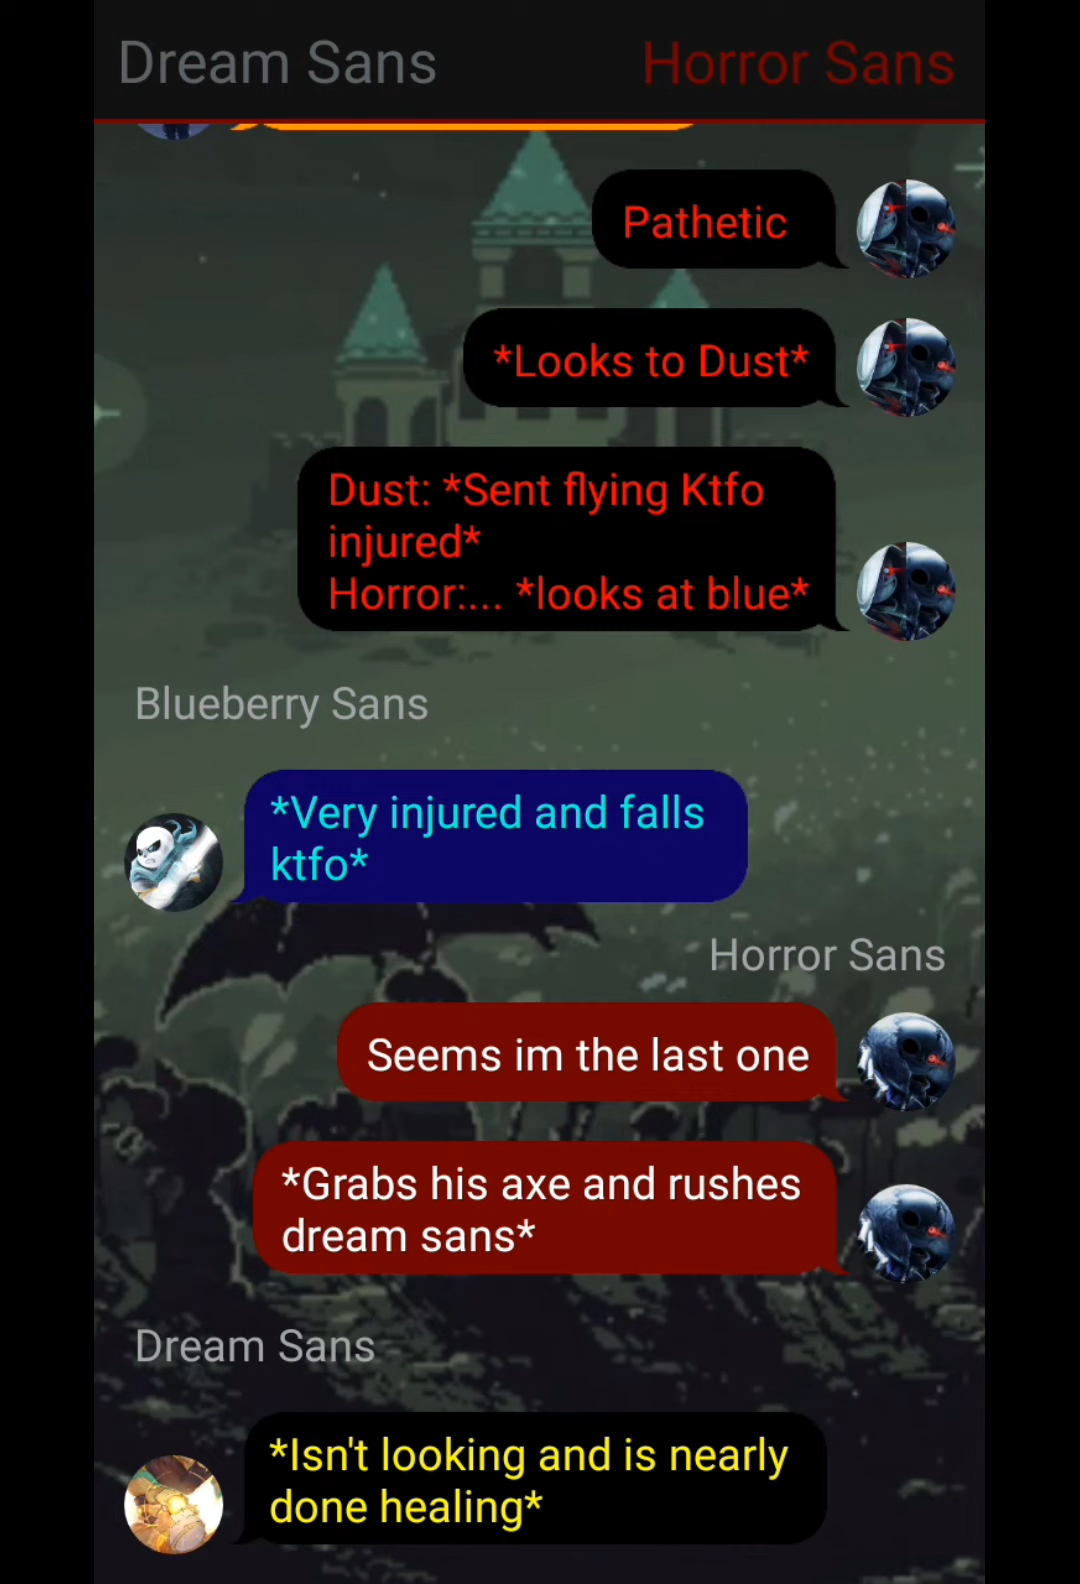 Dream Sans
Horror Sans
Pathetic
*Looks to Dust*
Dust: *Sent flying Ktfo
injured*
Horror:... *looks at blue*
Blueberry Sans
*Very injured and falls
ktfo*
Horror Sans
Seems im the last one
*Grabs his axe and rushes
dream sans*
Dream Sans
*Isn't looking and is nearly
done healing*